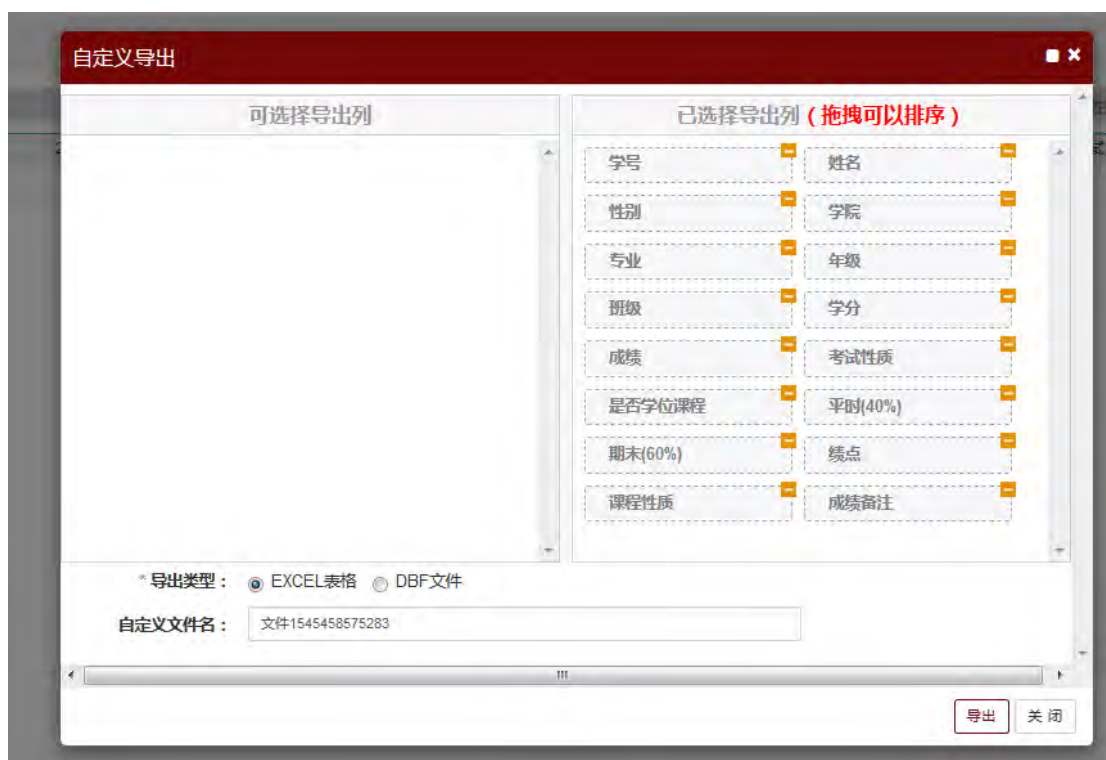 自定义导出
可选择导出列
已选择导出列(拖拽可以排序)
学号 姓名
性别 学院
专业 年级
班级 学分
成绩 考试性质
是否学位课程 平时(40%)
期末(60%) 绩点
课程性质 成绩备注
*导出类型: EXCEL表格 DBF文件
自定义文件名: 文件1545458575283
导出 关闭